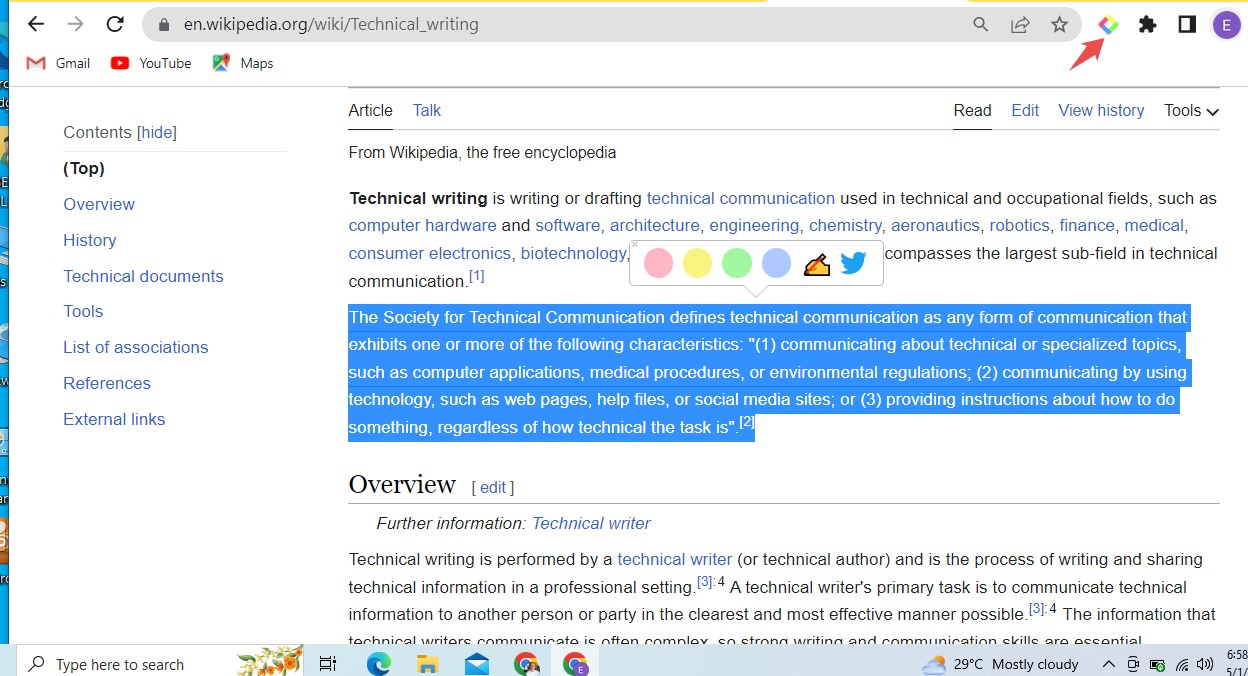 en.wikipedia.org/wiki/Technical_writing
E
Gmail YouTube Maps
Article Talk Read Edit View history Tools
Contents [hide]
(Top)
Overview
History
Technical documents
Tools
List of associations
References
External links
From Wikipedia, the free encyclopedia
Technical writing is writing or drafting technical communication used in technical and occupational fields, such as
computer hardware and software, architecture, engineering, chemistry, aeronautics, robotics, finance, medical,
consumer electronics, biotechnology, compasses the largest sub-field in technical
communication.[1]
The Society for Technical Communication defines technical communication as any form of communication that
exhibits one or more of the following characteristics: "(1) communicating about technical or specialized topics,
such as computer applications, medical procedures, or environmental regulations; (2) communicating by using
technology, such as web pages, help files, or social media sites; or (3) providing instructions about how to do
something, regardless of how technical the task is".[2]
Overview [ edit ]
Further information: Technical writer
Technical writing is performed by a technical writer (or technical author) and is the process of writing and sharing
technical information in a professional setting.[3]:4 A technical writer's primary task is to communicate technical
information to another person or party in the clearest and most effective manner possible.[3]:4 The information that
technical writers communicate is often complex, so strong writing and communication skills are essential.
Type here to search
E
29°C Mostly cloudy
6:58
5/1/